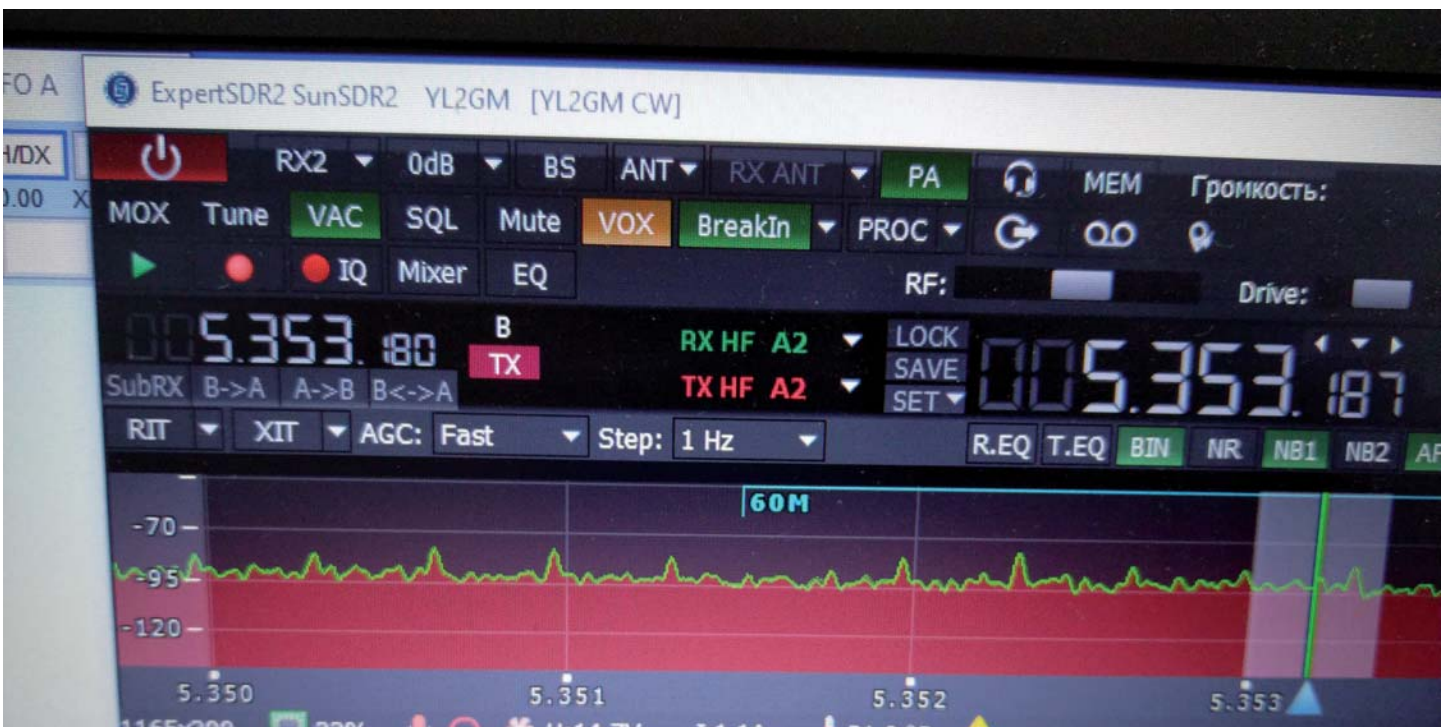 FO A
ExpertSDR2 SunSDR2 YL2GM [YL2GM CW]
H/DX
RX2 0dB BS ANT RX ANT PA MEM Громкость:
0.00 X
MOX Tune VAC SQL Mute VOX BreakIn PROC
IQ Mixer EQ RF: Drive:
5.353.180 B RX HF A2 LOCK 5.353.187
TX TX HF A2 SAVE
SubRX B->A A->B B<->A SET
RIT XIT AGC: Fast Step: 1 Hz R.EQ T.EQ BIN NR NB1 NB2
60M
-70
-95
-120
5.350 5.351 5.352 5.353